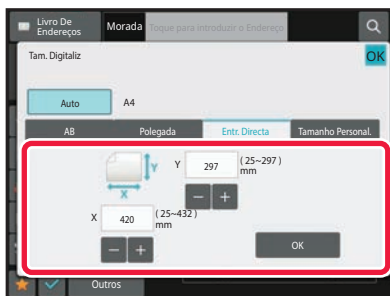 Livro De
Endereços
Morada
Toque para introduzir o Endereço
Tam. Digitaliz
OK
Auto
A4
AB
Polegada
Entr. Directa
Tamanho Personal.
Y
X
Y
297
(25~297)
mm
X
420
(25~432)
mm
OK
Outros